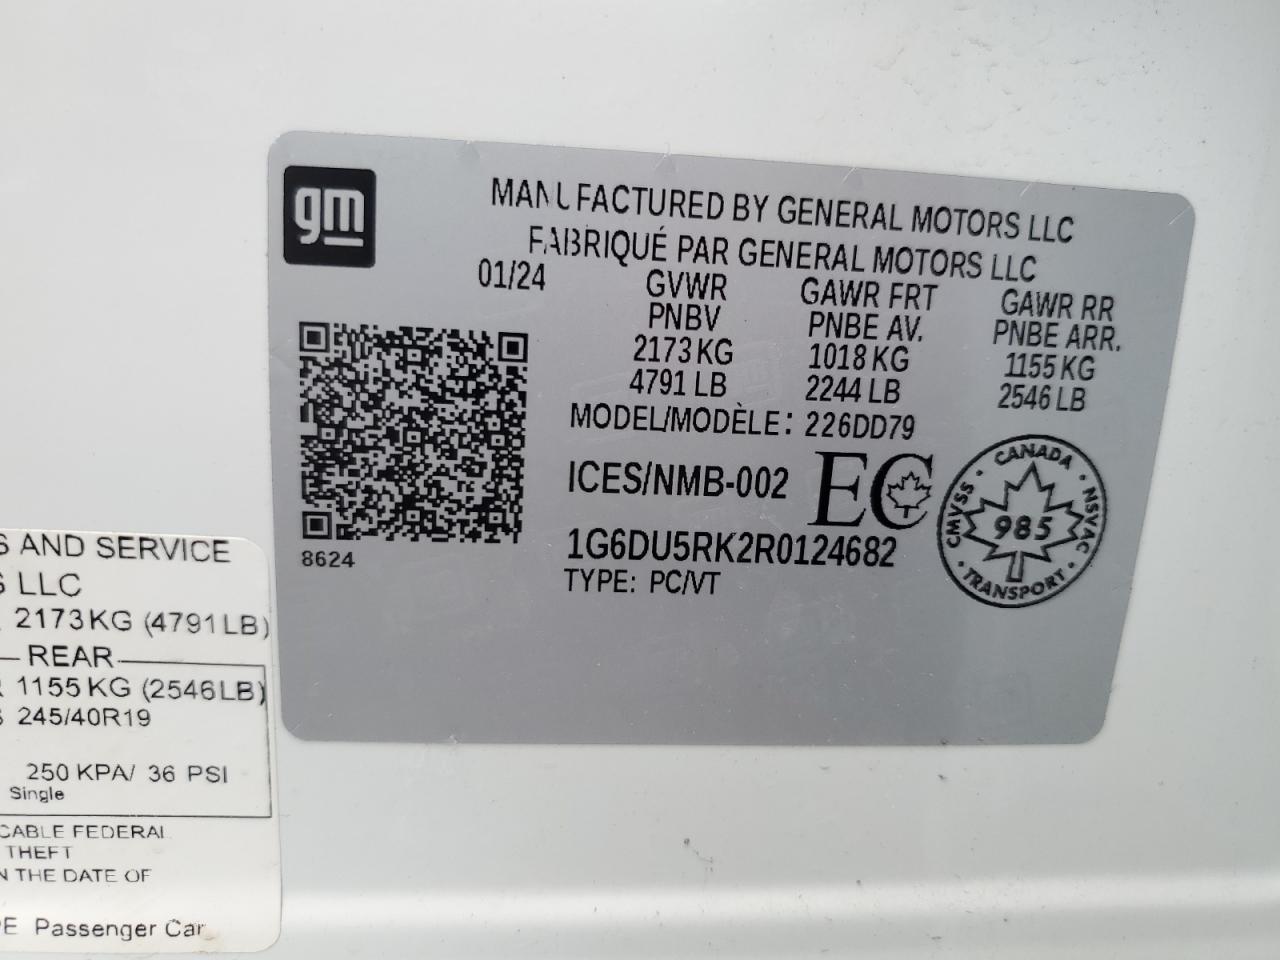 gm
MANUFACTURED BY GENERAL MOTORS LLC
FABRIQUÉ PAR GENERAL MOTORS LLC
01/24
GVWR GAWR FRT GAWR RR
PNBV PNBE AV. PNBE ARR.
2173 KG 1018 KG 1155 KG
4791 LB 2244 LB 2546 LB
MODEL/MODÈLE: 226DD79
ICES/NMB-002 EC
1G6DU5RK2R0124682
TYPE: PC/VT
8624
CANADA
CMVSS 985 NSVAC
TRANSPORT
S AND SERVICE
LLC
2173KG (4791LB)
REAR
1155KG (2546LB)
245/40R19
250 KPA/ 36 PSI
Single
CABLE FEDERAL
THEFT
N THE DATE OF
PE Passenger Car